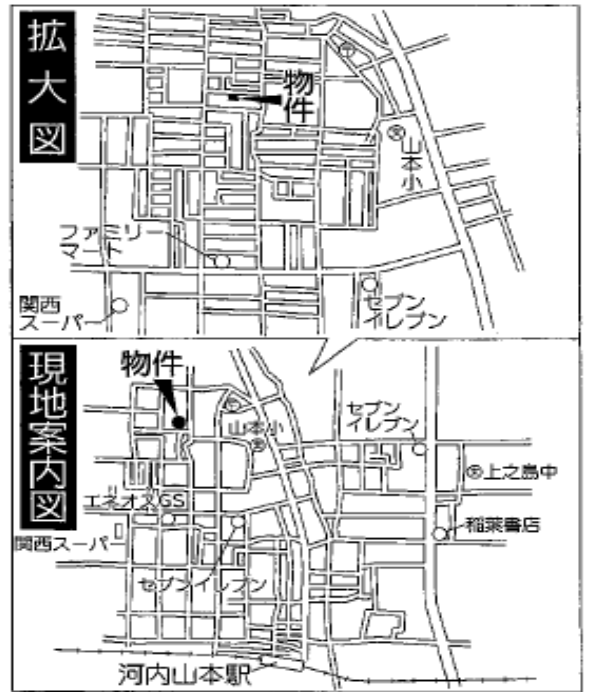 拡大図
物件
〒
文
山本小
ファミリー
マート
関西
スーパー
セブン
イレブン
現地案内図
物件
〒
山本小
文
セブン
イレブン
文上之島中
エネオスGS
関西スーパー
稲葉書店
セブンイレブン
河内山本駅